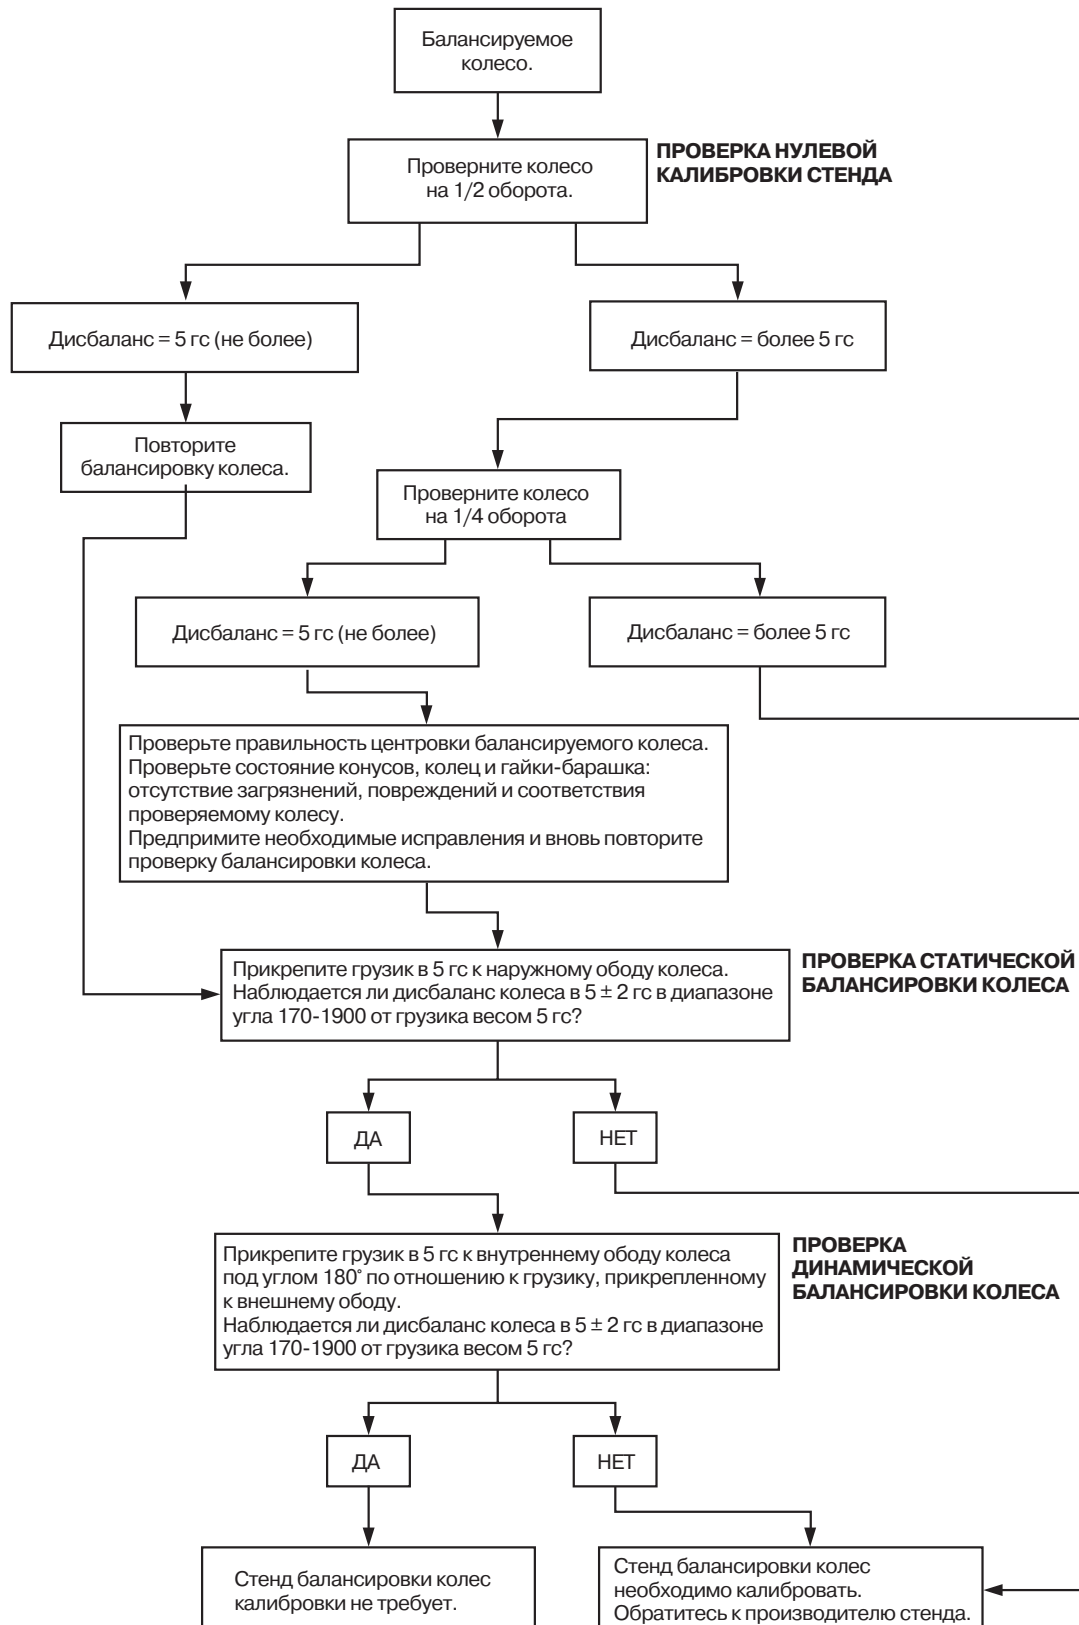 Балансируемое
колесо.
Проверните колесо
на 1/2 оборота.
ПРОВЕРКА НУЛЕВОЙ
КАЛИБРОВКИ СТЕНДА
Дисбаланс = 5 гс (не более)
Дисбаланс = более 5 гс
Повторите
балансировку колеса.
Проверните колесо
на 1/4 оборота
Дисбаланс = 5 гс (не более)
Дисбаланс = более 5 гс
Проверьте правильность центровки балансируемого колеса.
Проверьте состояние конусов, колец и гайки-барашка:
отсутствие загрязнений, повреждений и соответствия
проверяемому колесу.
Предпримите необходимые исправления и вновь повторите
проверку балансировки колеса.
Прикрепите грузик в 5 гс к наружному ободу колеса.
Наблюдается ли дисбаланс колеса в 5 ± 2 гс в диапазоне
угла 170-1900 от грузика весом 5 гс?
ПРОВЕРКА СТАТИЧЕСКОЙ
БАЛАНСИРОВКИ КОЛЕСА
ДА
НЕТ
Прикрепите грузик в 5 гс к внутреннему ободу колеса
под углом 180° по отношению к грузику, прикрепленному
к внешнему ободу.
Наблюдается ли дисбаланс колеса в 5 ± 2 гс в диапазоне
угла 170-1900 от грузика весом 5 гс?
ПРОВЕРКА
ДИНАМИЧЕСКОЙ
БАЛАНСИРОВКИ КОЛЕСА
ДА
НЕТ
Стенд балансировки колес
калибровки не требует.
Стенд балансировки колес
необходимо калибровать.
Обратитесь к производителю стенда.